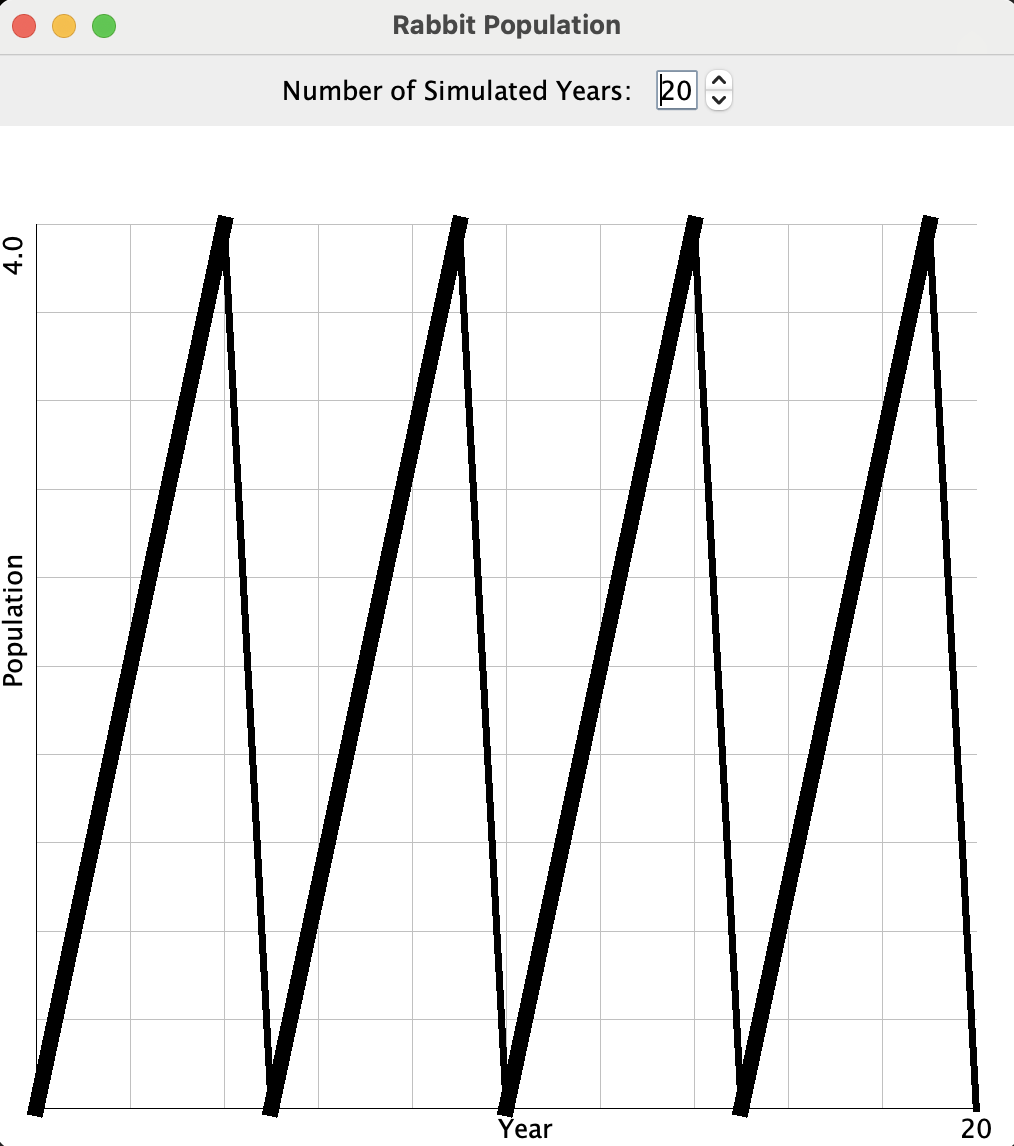 Rabbit Population
Number of Simulated Years: 20
4.0
Population
Year
20